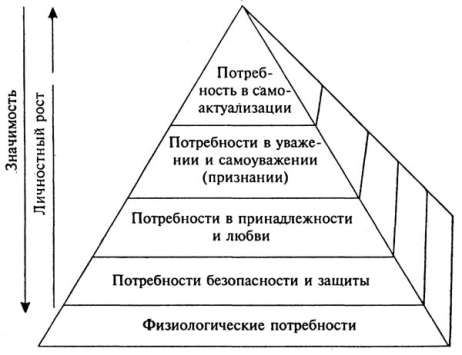 Значимость
Личностный рост
Потреб-
ность в само-
актуализации
Потребности в уваже-
нии и самоуважении
(признании)
Потребности в принадлежности
и любви
Потребности безопасности и защиты
Физиологические потребности